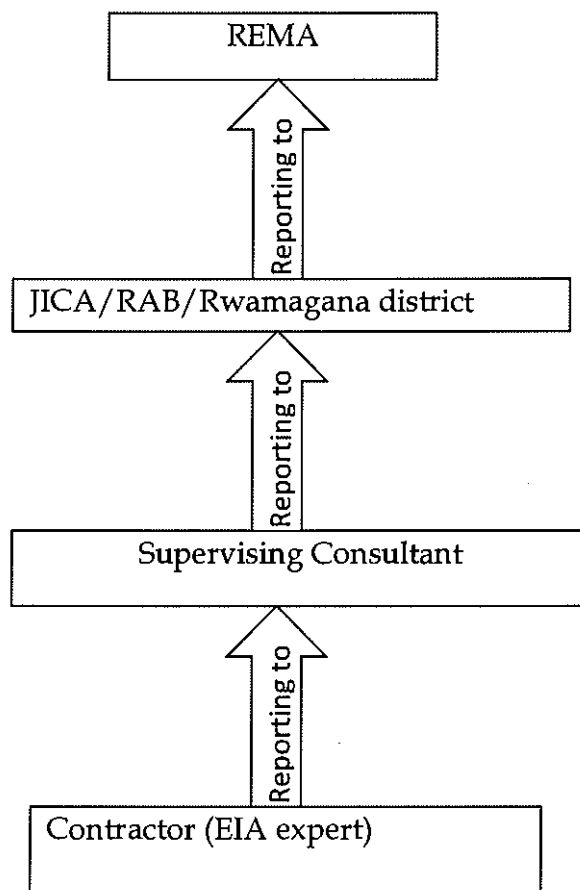 REMA
Reporting to
JICA/RAB/Rwamagana district
Reporting to
Supervising Consultant
Reporting to
Contractor (EIA expert)